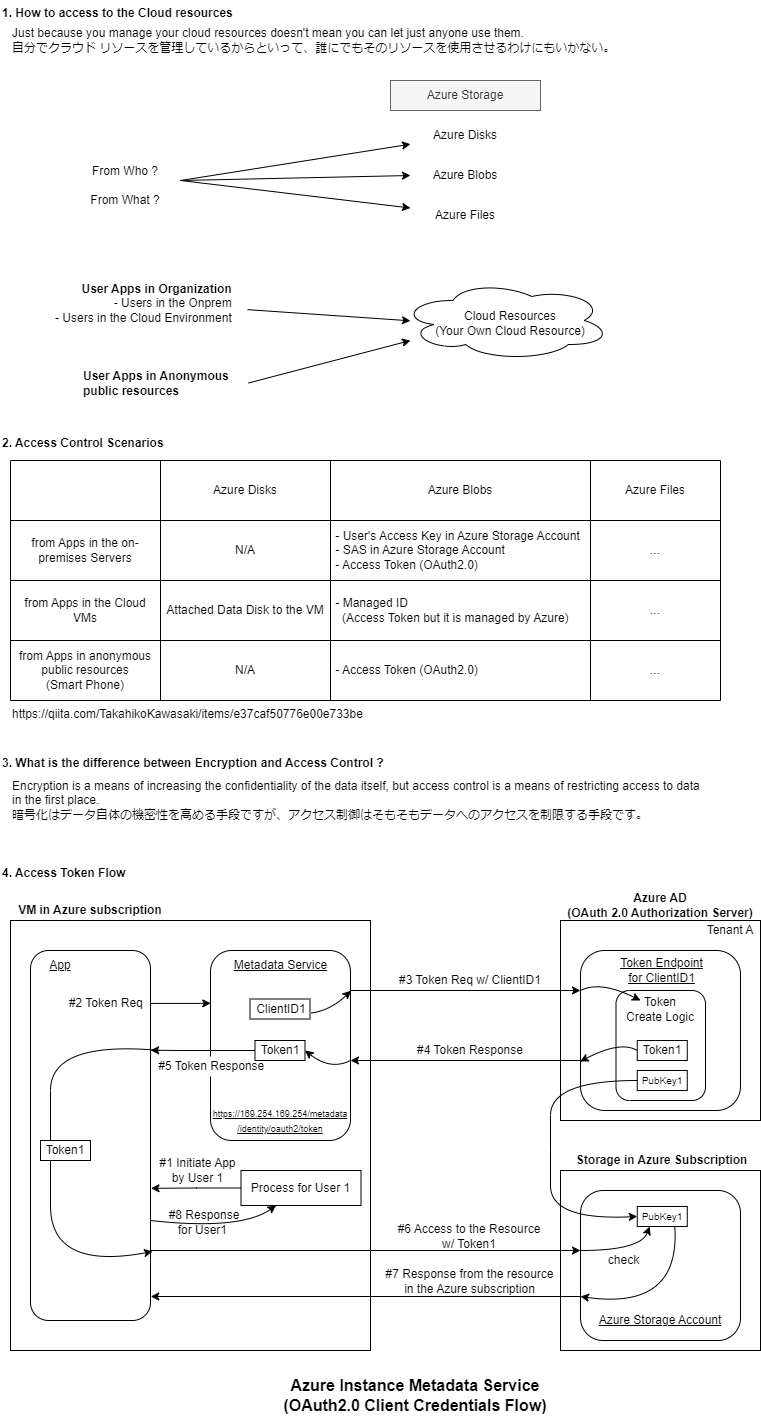 1. How to access to the Cloud resources
Just because you manage your cloud resources doesn't mean you can let just anyone use them.
自分でクラウド リソースを管理しているからといって、誰にでもそのリソースを使用させるわけにもいかない。
Azure Storage
Azure Disks
From Who ?
Azure Blobs
From What ?
Azure Files
User Apps in Organization
- Users in the Onprem
- Users in the Cloud Environment
Cloud Resources
(Your Own Cloud Resource)
User Apps in Anonymous
public resources
2. Access Control Scenarios
Azure Disks
Azure Blobs
Azure Files
from Apps in the on-
premises Servers
N/A
- User's Access Key in Azure Storage Account
- SAS in Azure Storage Account
- Access Token (OAuth2.0)
...
from Apps in the Cloud
VMs
Attached Data Disk to the VM
- Managed ID
(Access Token but it is managed by Azure)
...
from Apps in anonymous
public resources
(Smart Phone)
N/A
- Access Token (OAuth2.0)
...
https://qiita.com/TakahikoKawasaki/items/e37caf50776e00e733be
3. What is the difference between Encryption and Access Control ?
Encryption is a means of increasing the confidentiality of the data itself, but access control is a means of restricting access to data
in the first place.
暗号化はデータ自体の機密性を高める手段ですが、アクセス制御はそもそもデータへのアクセスを制限する手段です。
4. Access Token Flow
VM in Azure subscription
Azure AD
(OAuth 2.0 Authorization Server)
Tenant A
App
Metadata Service
Token Endpoint
for ClientID1
#2 Token Req
ClientID1
#3 Token Req w/ ClientID1
Token
Create Logic
Token1
#4 Token Response
Token1
#5 Token Response
PubKey1
https://169.254.169.254/metadata
/identity/oauth2/token
Token1
#1 Initiate App
by User 1
Process for User 1
Storage in Azure Subscription
#8 Response
for User1
#6 Access to the Resource
w/ Token1
PubKey1
check
#7 Response from the resource
in the Azure subscription
Azure Storage Account
Azure Instance Metadata Service
(OAuth2.0 Client Credentials Flow)